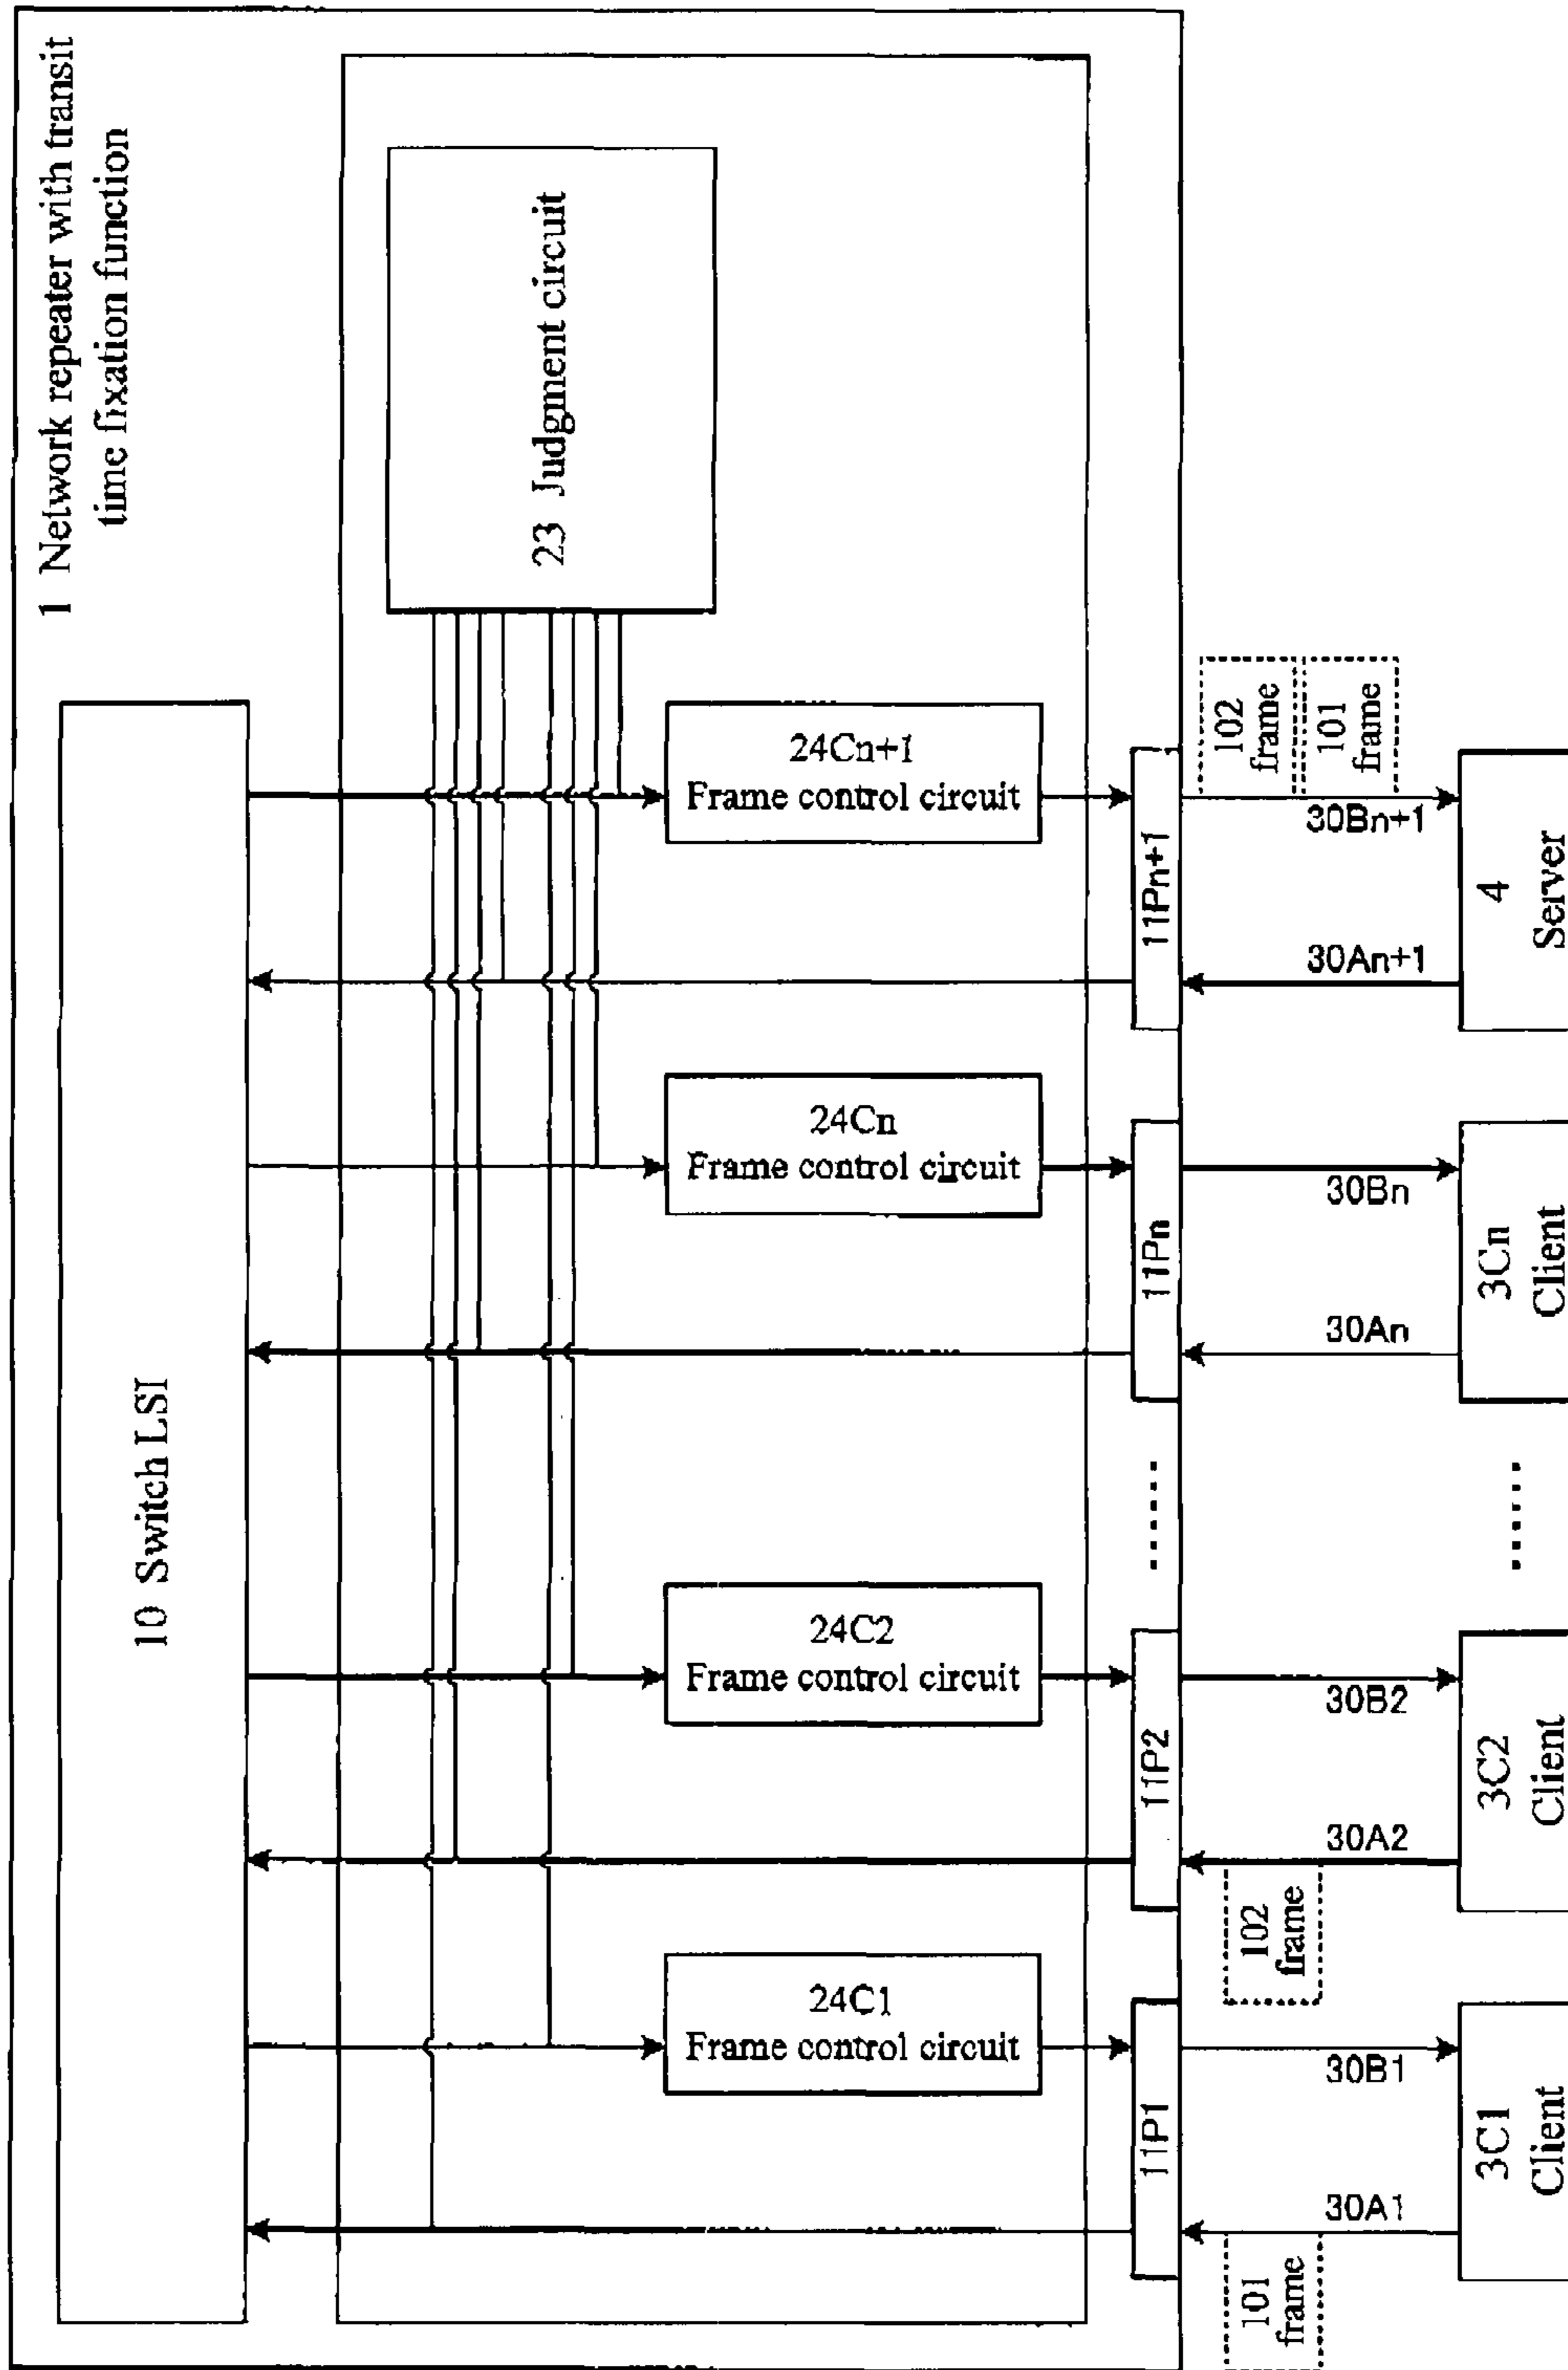 1 Network repeater with transit
time fixation function
10 Switch LSI
23 Judgment circuit
24C1
Frame control circuit
24C2
Frame control circuit
24Cn
Frame control circuit
24Cn+1
Frame control circuit
11P1
11P2
......
11Pn
11Pn+1
101
frame
30A1
30B1
102
frame
30A2
30B2
30An
30Bn
30An+1
30Bn+1
102
frame
101
frame
3C1
Client
3C2
Client
......
3Cn
Client
4
Server